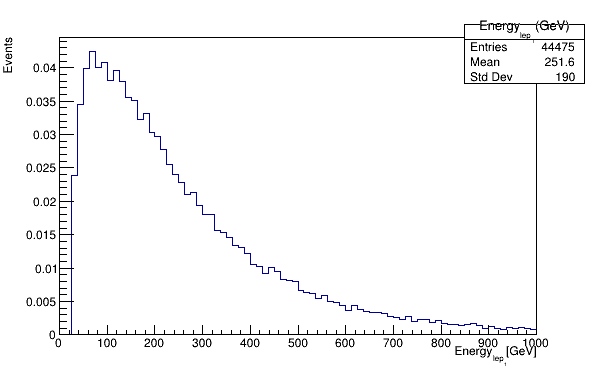 Energy_lep_1 (GeV)
Entries 44475
Mean 251.6
Std Dev 190
Events
0.04
0.035
0.03
0.025
0.02
0.015
0.01
0.005
0
0 100 200 300 400 500 600 700 800 900 1000
Energy_lep_1 [GeV]